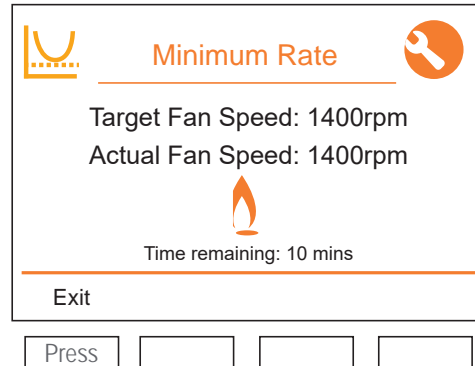 Minimum Rate
Target Fan Speed: 1400rpm
Actual Fan Speed: 1400rpm
Time remaining: 10 mins
Exit
Press